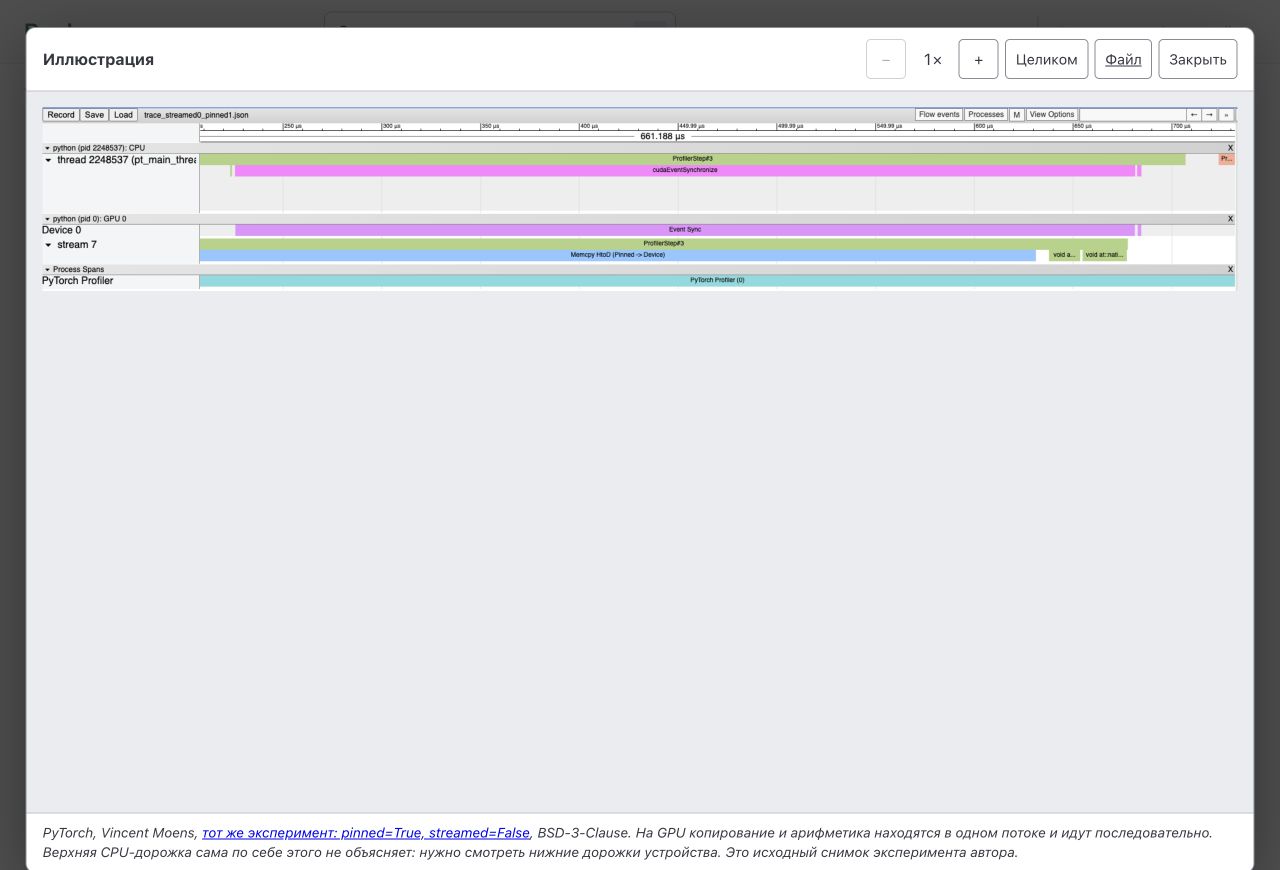 Иллюстрация
−
1×
+
Целиком
Файл
Закрыть
Record
Save
Load
trace_streamed0_pinned1.json
Flow events
Processes
M
View Options
←
→
»
250 µs
300 µs
350 µs
400 µs
449.99 µs
499.99 µs
549.99 µs
600 µs
650 µs
700 µs
661.188 µs
python (pid 2248537): CPU
X
thread 2248537 (pt_main_threa
ProfilerStep#3
Pr...
cudaEventSynchronize
python (pid 0): GPU 0
X
Device 0
Event Sync
stream 7
ProfilerStep#3
Memcpy HtoD (Pinned -> Device)
void a...
void at::nati...
Process Spans
X
PyTorch Profiler
PyTorch Profiler (0)
PyTorch, Vincent Moens, тот же эксперимент: pinned=True, streamed=False, BSD-3-Clause. На GPU копирование и арифметика находятся в одном потоке и идут последовательно.
Верхняя CPU-дорожка сама по себе этого не объясняет: нужно смотреть нижние дорожки устройства. Это исходный снимок эксперимента автора.